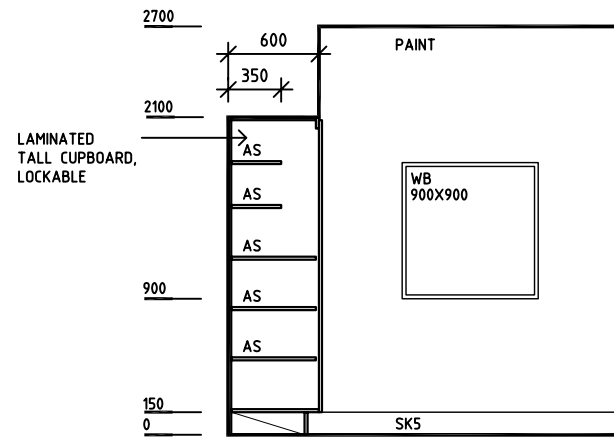 2700
600
PAINT
350
2100
LAMINATED
TALL CUPBOARD,
LOCKABLE
AS
AS
WB
900X900
AS
900
AS
AS
150
0
SK5